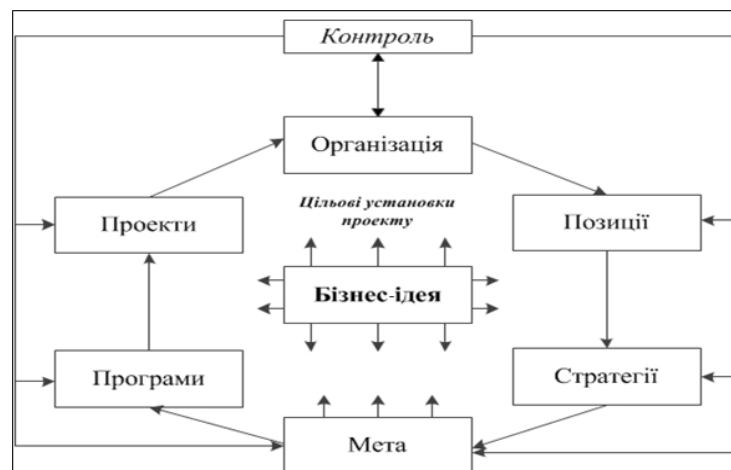 Контроль
Організація
Цільові установки
проекту
Проекти
Позиції
Бізнес-ідея
Програми
Стратегії
Мета